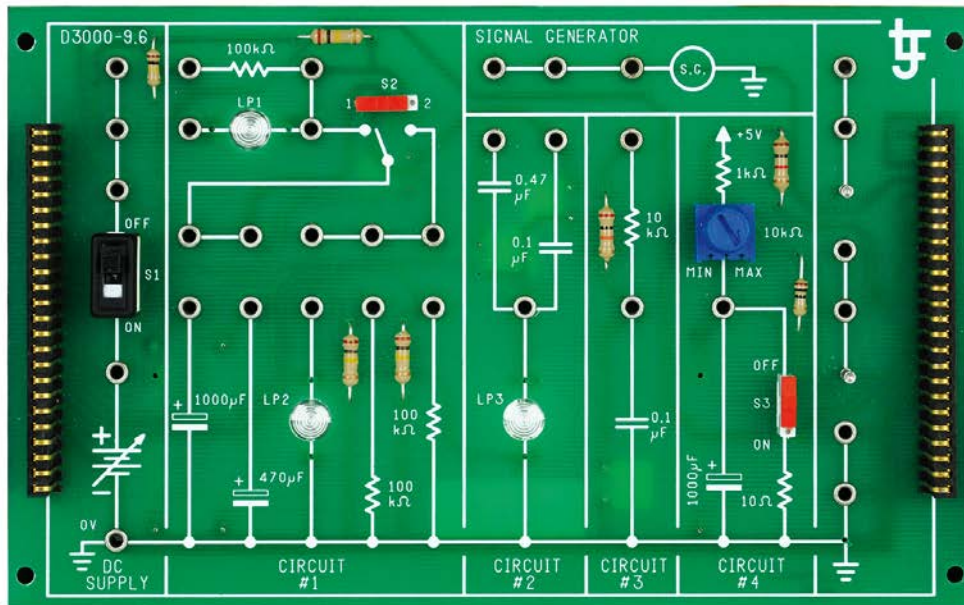 D3000-9.6
100kΩ
LP1
S2
1
2
SIGNAL GENERATOR
S.G.
0.47
µF
0.1
µF
10
kΩ
+5V
1kΩ
10kΩ
MIN MAX
OFF
S1
ON
1000µF
LP2
470µF
100
kΩ
100
kΩ
LP3
0.1
µF
OFF
S3
ON
1000µF
10Ω
+
-
+
+
+
0V
DC
SUPPLY
CIRCUIT
#1
CIRCUIT
#2
CIRCUIT
#3
CIRCUIT
#4